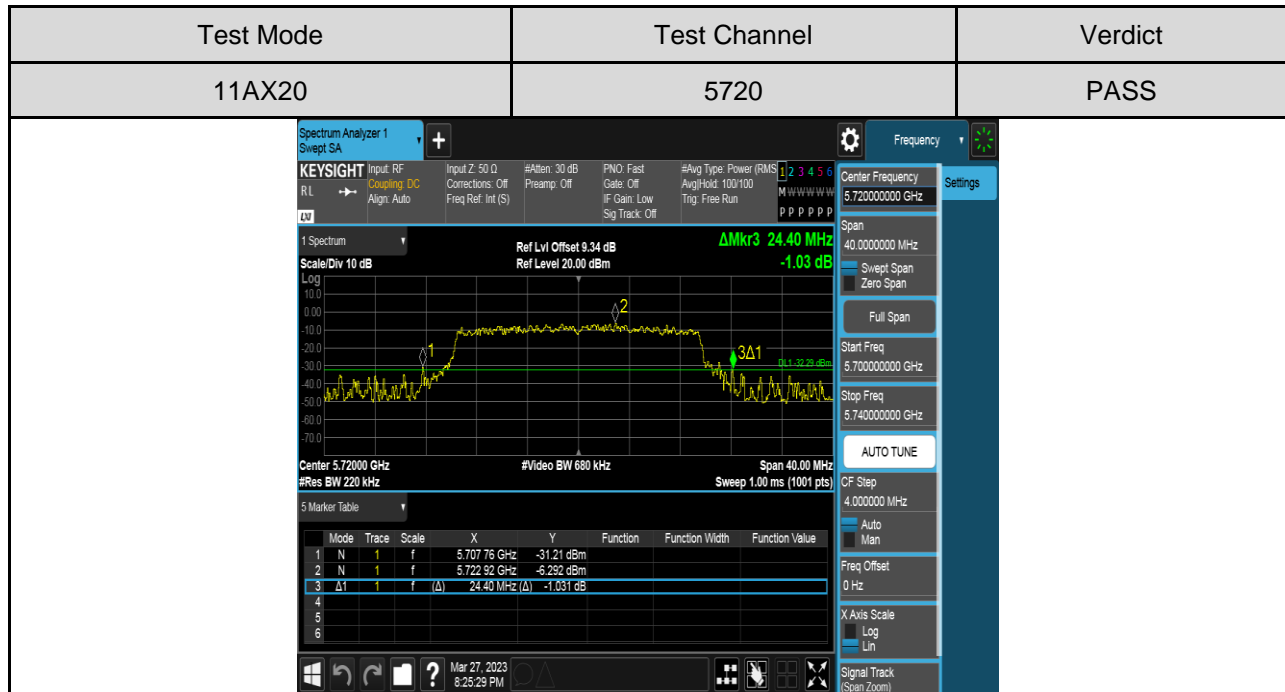 Test Mode Test Channel Verdict
11AX20 5720 PASS
Spectrum Analyzer 1
Swept SA
+
Frequency
KEYSIGHT Input: RF Input Z: 50 Ω #Atten: 30 dB PNO: Fast #Avg Type: Power (RMS 1 2 3 4 5 6
RL Coupling: DC Corrections: Off Preamp: Off Gate: Off Avg|Hold: 100/100 M W W W W W
Align: Auto Freq Ref: Int (S) IF Gain: Low Trig: Free Run
LXI Sig Track: Off P P P P P P
1 Spectrum
Ref Lvl Offset 9.34 dB ΔMkr3 24.40 MHz
Scale/Div 10 dB Ref Level 20.00 dBm -1.03 dB
Log
10.0
0.00
-10.0
-20.0
-30.0
-40.0
-50.0
-60.0
-70.0
1
2
3Δ1
DL1 -32.29 dBm
Center 5.72000 GHz #Video BW 680 kHz Span 40.00 MHz
#Res BW 220 kHz Sweep 1.00 ms (1001 pts)
5 Marker Table
Mode Trace Scale X Y Function Function Width Function Value
1 N 1 f 5.707 76 GHz -31.21 dBm
2 N 1 f 5.722 92 GHz -6.292 dBm
3 Δ1 1 f (Δ) 24.40 MHz (Δ) -1.031 dB
4
5
6
?
Mar 27, 2023
8:25:29 PM
Center Frequency
5.720000000 GHz
Settings
Span
40.0000000 MHz
Swept Span
Zero Span
Full Span
Start Freq
5.700000000 GHz
Stop Freq
5.740000000 GHz
AUTO TUNE
CF Step
4.000000 MHz
Auto
Man
Freq Offset
0 Hz
X Axis Scale
Log
Lin
Signal Track
(Span Zoom)